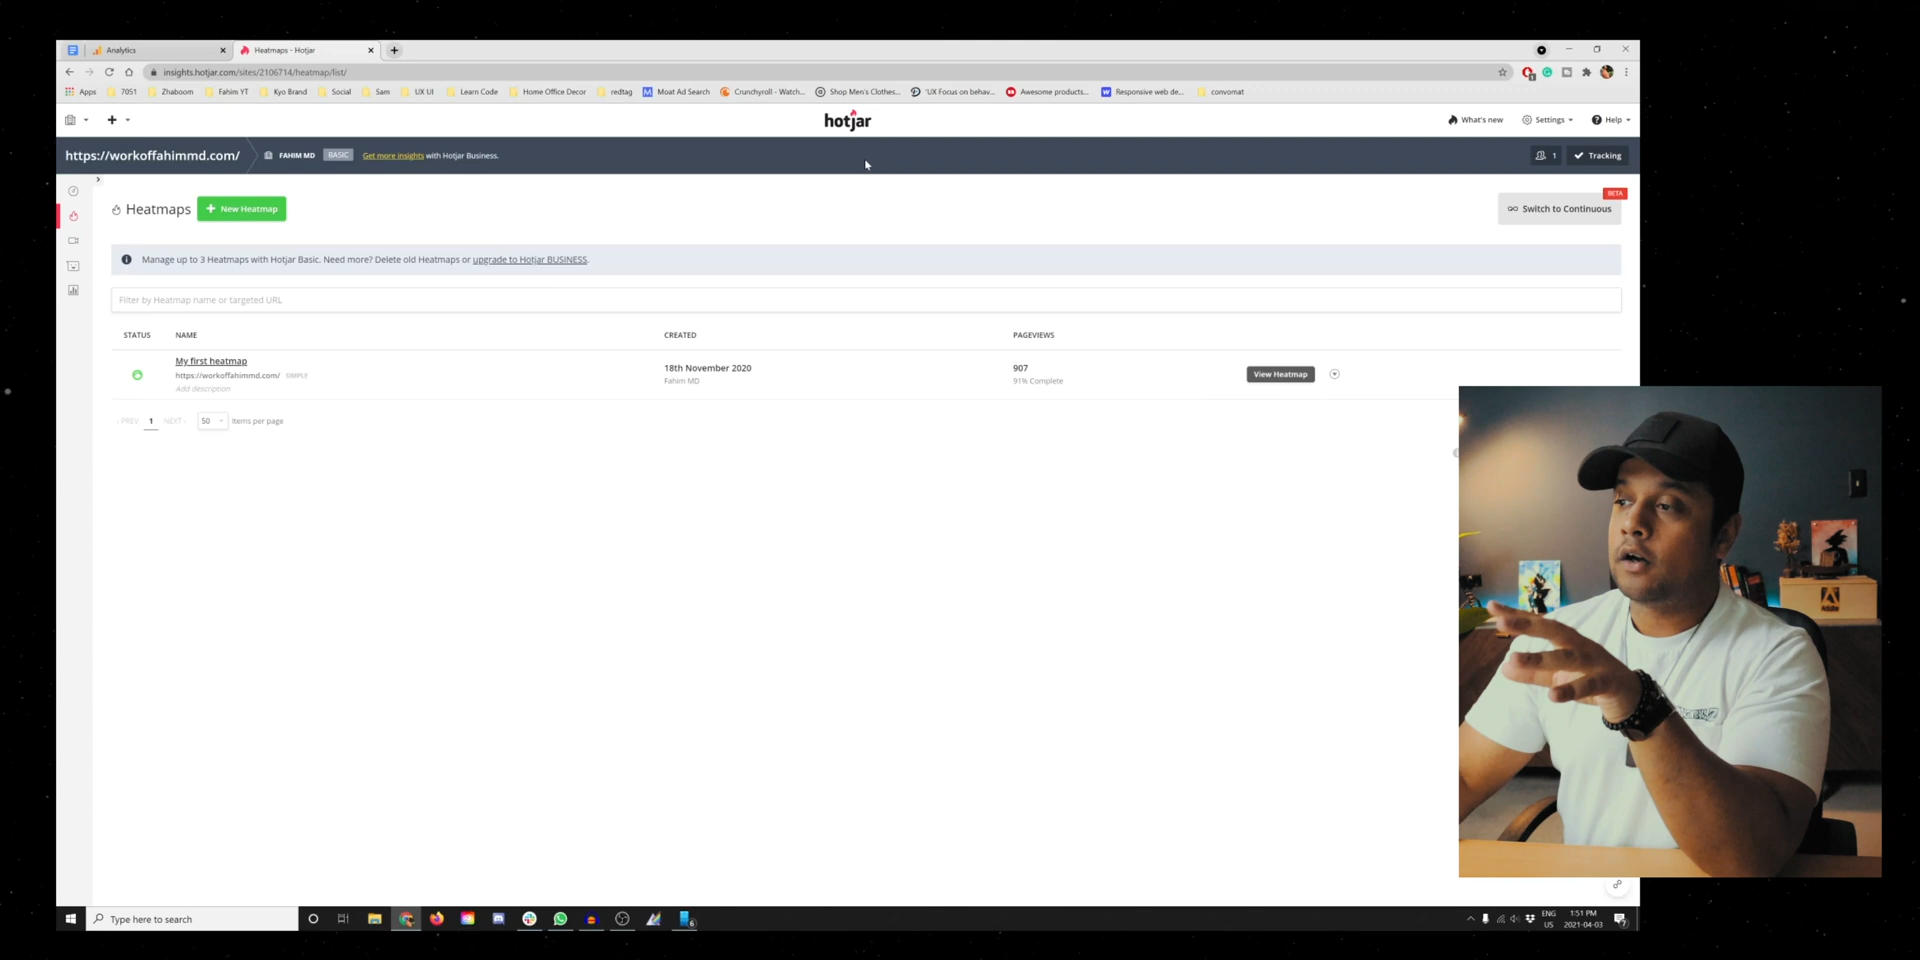 Analytics
Heatmaps - Hotjar
insights.hotjar.com/sites/2106714/heatmap/list/
Apps 7051 Zhaboom Fahim YT Kyo Brand Social Sam UX UI Learn Code Home Office Decor redtag Moat Ad Search Crunchyroll - Watch... Shop Men's Clothes... 'UX Focus on behav... Awesome products... Responsive web de... convomat
hotjar
What's new Settings Help
https://workoffahimmd.com/ FAHIM MD BASIC Get more insights with Hotjar Business.
1 Tracking
Heatmaps + New Heatmap
BETA
Switch to Continuous
Manage up to 3 Heatmaps with Hotjar Basic. Need more? Delete old Heatmaps or upgrade to Hotjar BUSINESS.
Filter by Heatmap name or targeted URL
STATUS NAME CREATED PAGEVIEWS
My first heatmap
https://workoffahimmd.com/ SIMPLE
Add description
18th November 2020
Fahim MD
907
91% Complete
View Heatmap
‹ PREV 1 NEXT › 50 Items per page
Adobe
Type here to search
6
ENG
US
1:51 PM
2021-04-03